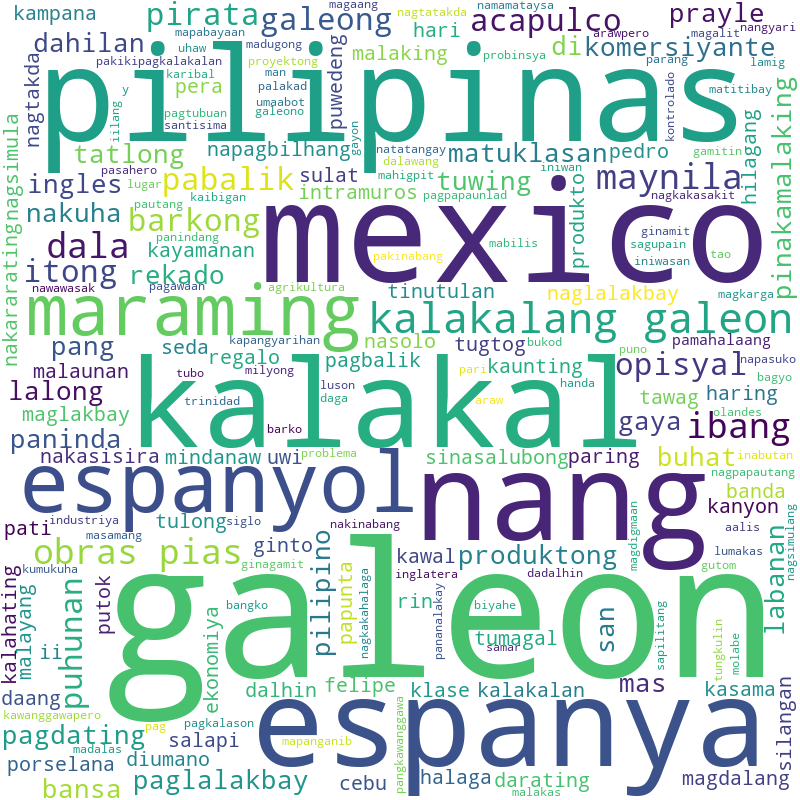 kampana
pirata
galeong
magaang
nagtatakda
acapulco
namamataysa
prayle
nangyari
dahilan
mapabayaan
uhaw
madugong
hari
arawpero
magalit
di
komersiyante
pakikipagkalakalan
karibal
proyektong
malaking
probinsya
parang
lamig
pilipinas
nagtakda
pera
man
palakad
puwedeng
matitibay
y
umaabot
iilang
pagtubuan
galeono
santisima
gayon
kontrolado
gamitin
tatlong
napagbilhang
natatangay
matuklasan
pedro
iniwan
hilagang
pinakamalaking
pasahero
dalawang
nagkakasakit
ingles
lugar
pabalik
sulat
mahigpit
tuwing
maynila
pautang
kaibigan
intramuros
pagpapaunlad
produkto
nakuha
barkong
mexico
ginamit
sagupain
tao
dala
panindang
kayamanan
mabilis
iniwasan
nakararatingnagsimula
itong
pakinabang
rekado
nawawasak
pagawaan
agrikultura
tinutulan
naglalakbay
magkarga
maraming
kalakalang galeon
kapangyarihan
nasolo
bukod
puno
pamahalaang
pang
seda
regalo
pagbalik
tugtog
napasuko
malaunan
tubo
milyong
kaunting
pari
opisyal
bagyo
lalong
kalakal
luson
handa
tawag
haring
trinidad
daga
araw
olandes
maglakbay
barko
gaya
ibang
paninda
nakasisira
mindanaw
uwi
problema
sinasalubong
paring
buhat
inabutan
espanyol
nang
nagpapautang
banda
kanyon
pati
industriya
masamang
tulong
siglo
nakinabang
aalis
lumakas
nagsimulang
obras pias
ginto
kawal
produktong
magdigmaan
labanan
kumukuha
ginagamit
inglatera
dadalhin
gutom
kalahating
malayang
puhunan
putok
galeon
bangko
pilipino
papunta
nagkakahalaga
rin
pananalakay
biyahe
san
sapilitang
ii
ekonomiya
tumagal
samar
tungkulin
molabe
daang
dalhin
felipe
klase
kalakalan
mas
kasama
silangan
kawanggawapero
pag
pagkalason
espanya
pagdating
salapi
mapanganib
pangkawanggawa
madalas
porselana
diumano
bansa
paglalakbay
cebu
halaga
darating
malakas
magdalang